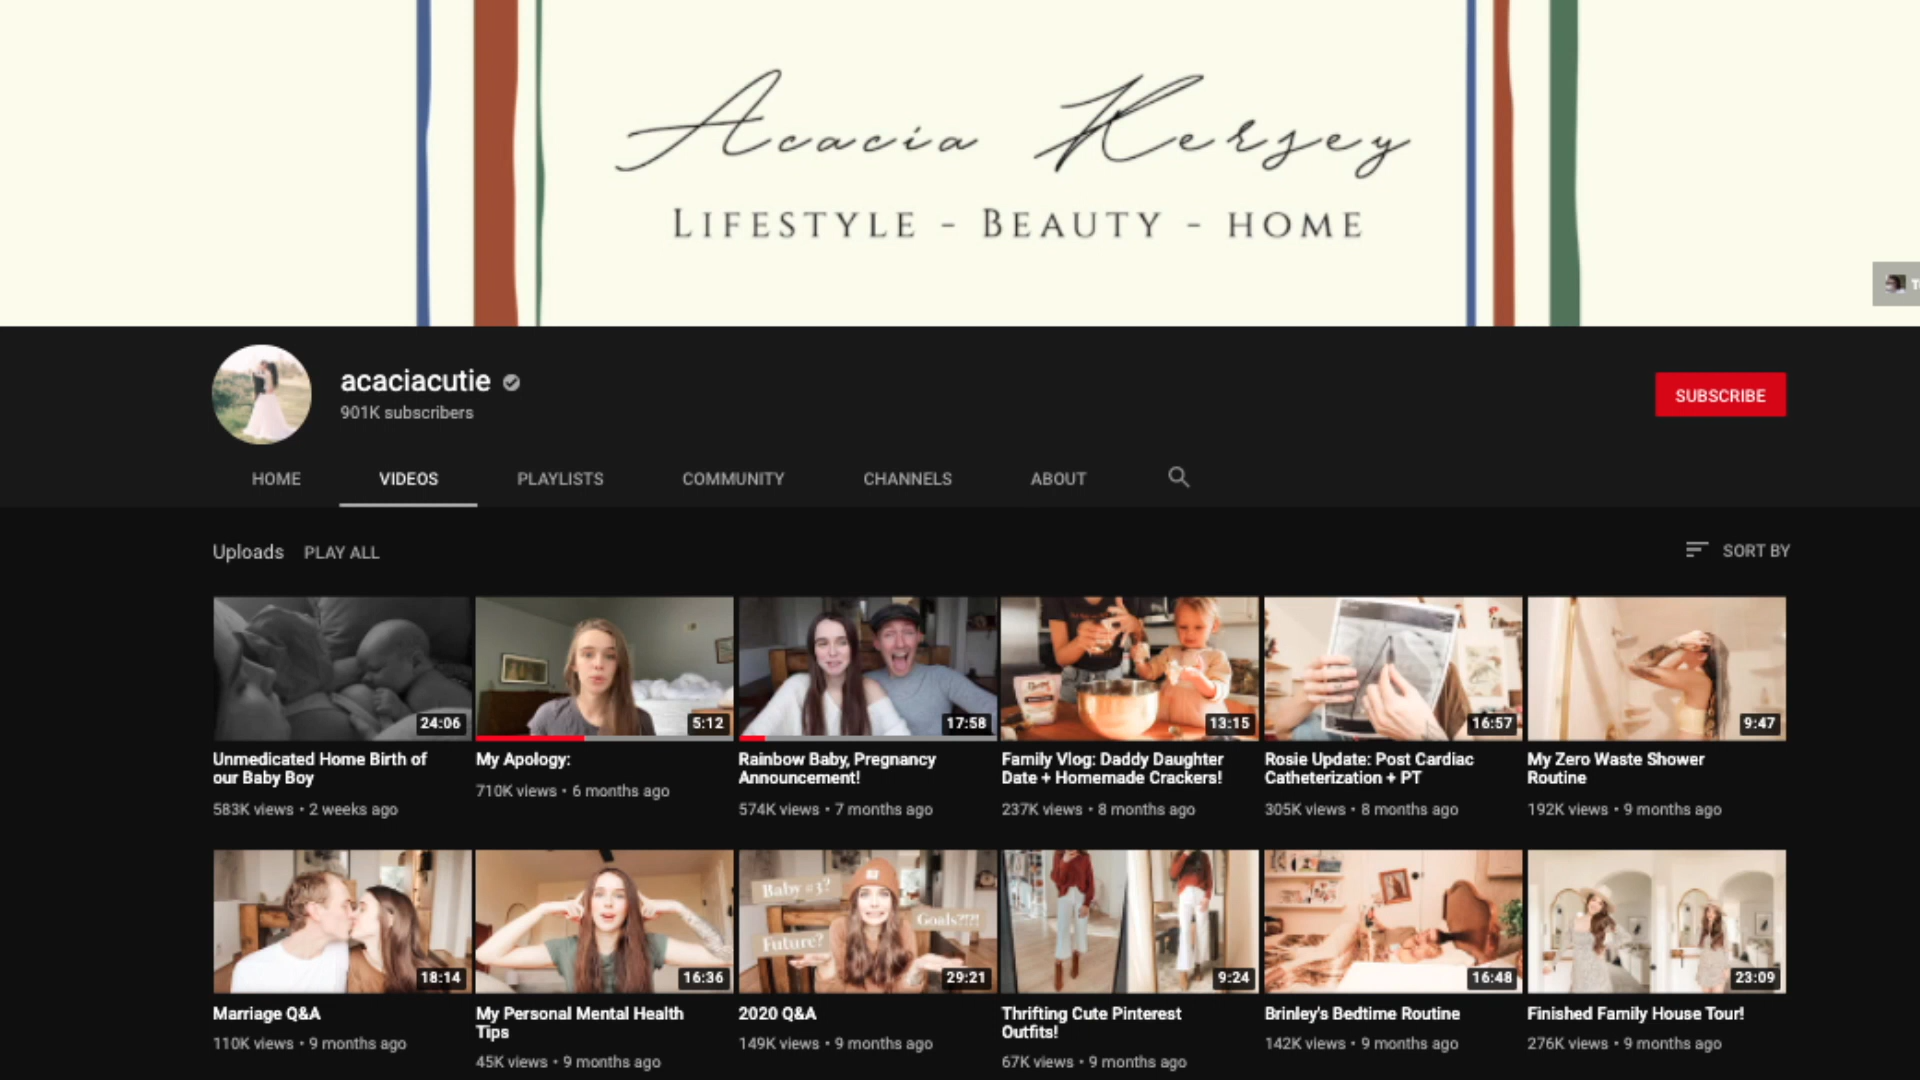 Acacia Kersey
LIFESTYLE - BEAUTY - HOME
acaciacutie
901K subscribers
SUBSCRIBE
HOME VIDEOS PLAYLISTS COMMUNITY CHANNELS ABOUT
Uploads PLAY ALL
SORT BY
24:06
Unmedicated Home Birth of
our Baby Boy
583K views • 2 weeks ago
5:12
My Apology:
710K views • 6 months ago
17:58
Rainbow Baby, Pregnancy
Announcement!
574K views • 7 months ago
13:15
Family Vlog: Daddy Daughter
Date + Homemade Crackers!
237K views • 8 months ago
16:57
Rosie Update: Post Cardiac
Catheterization + PT
305K views • 8 months ago
9:47
My Zero Waste Shower
Routine
192K views • 9 months ago
18:14
Marriage Q&A
110K views • 9 months ago
16:36
My Personal Mental Health
Tips
45K views • 9 months ago
Baby #3?
Goals?!?!
Future?
29:21
2020 Q&A
149K views • 9 months ago
9:24
Thrifting Cute Pinterest
Outfits!
67K views • 9 months ago
16:48
Brinley's Bedtime Routine
142K views • 9 months ago
23:09
Finished Family House Tour!
276K views • 9 months ago